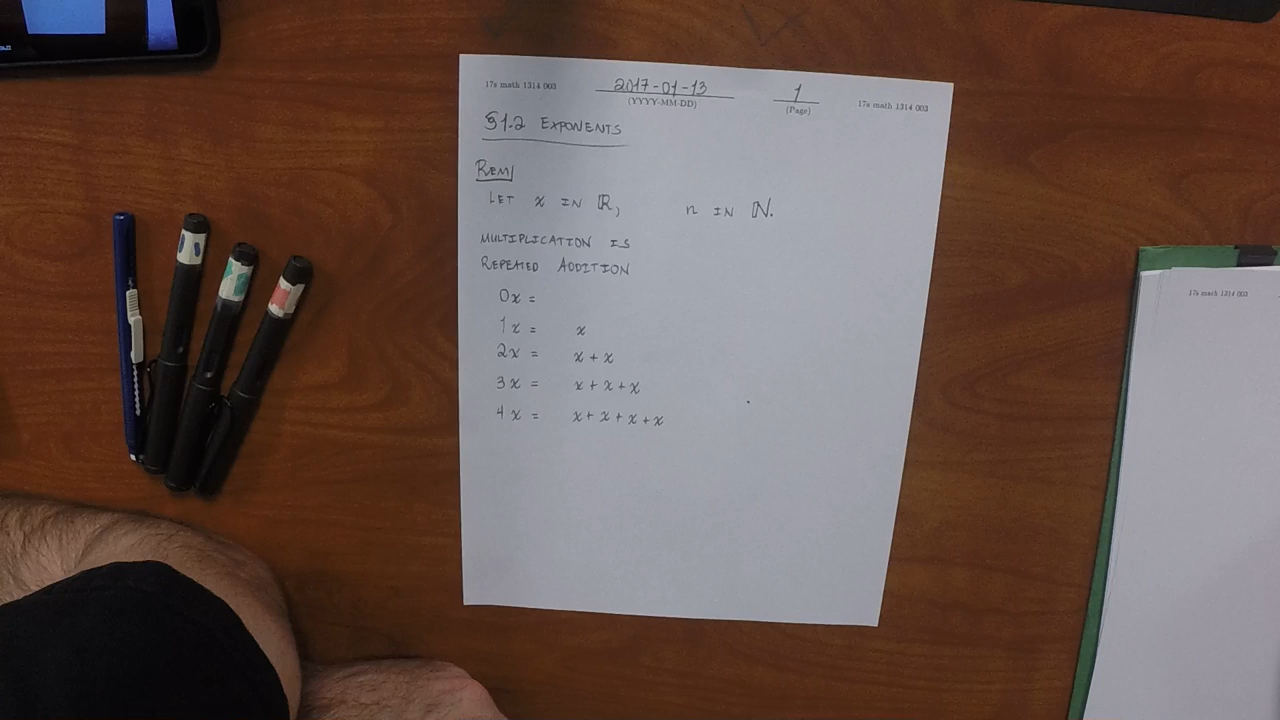 17s math 1314 003 2017-01-13 1 17s math 1314 003
(YYYY-MM-DD) (Page)
§1.2 EXPONENTS
REM/
LET x IN ℝ, n IN ℕ.
MULTIPLICATION IS
REPEATED ADDITION
0x =
1x = x
2x = x + x
3x = x + x + x
4x = x + x + x + x
17s math 1314 003